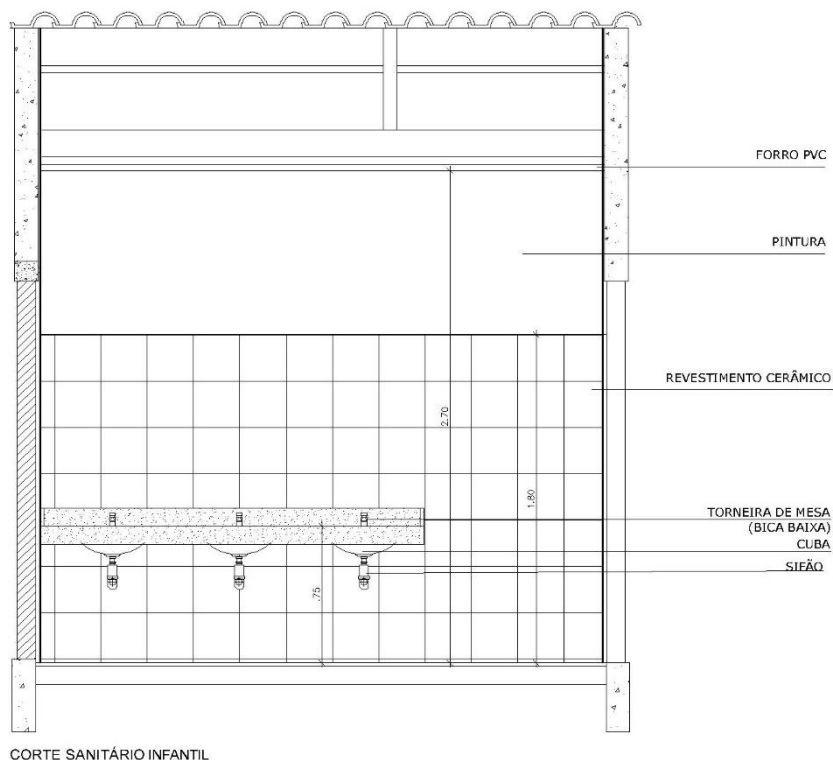 FORRO PVC
PINTURA
REVESTIMENTO CERÂMICO
2.70
1.80
TORNEIRA DE MESA
(BICA BAIXA)
CUBA
SIFÃO
.75
CORTE SANITÁRIO INFANTIL